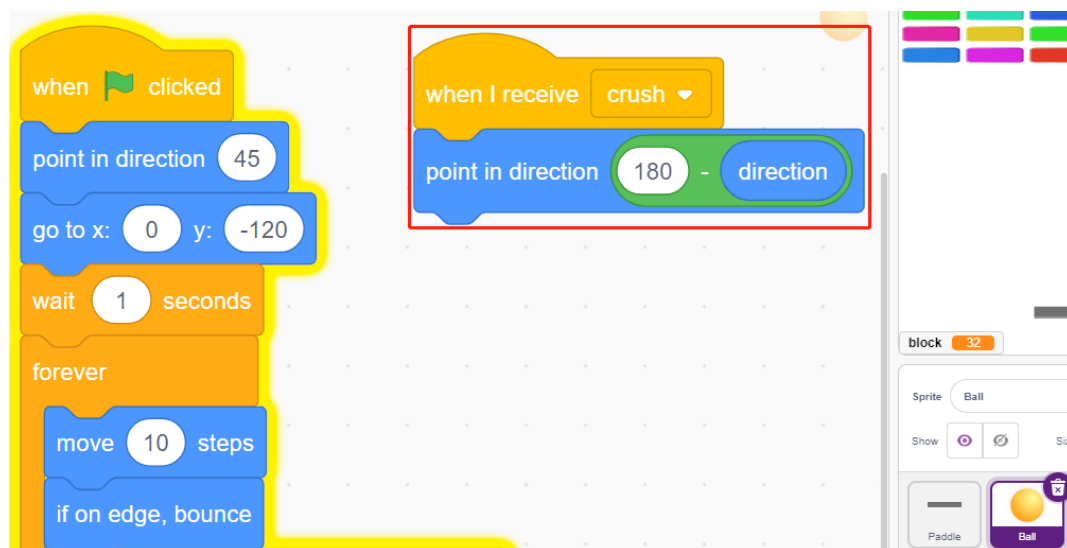 when clicked
point in direction 45
go to x: 0 y: -120
wait 1 seconds
forever
move 10 steps
if on edge, bounce
when I receive crush
point in direction 180 - direction
block 32
Sprite Ball
Show
Paddle
Ball